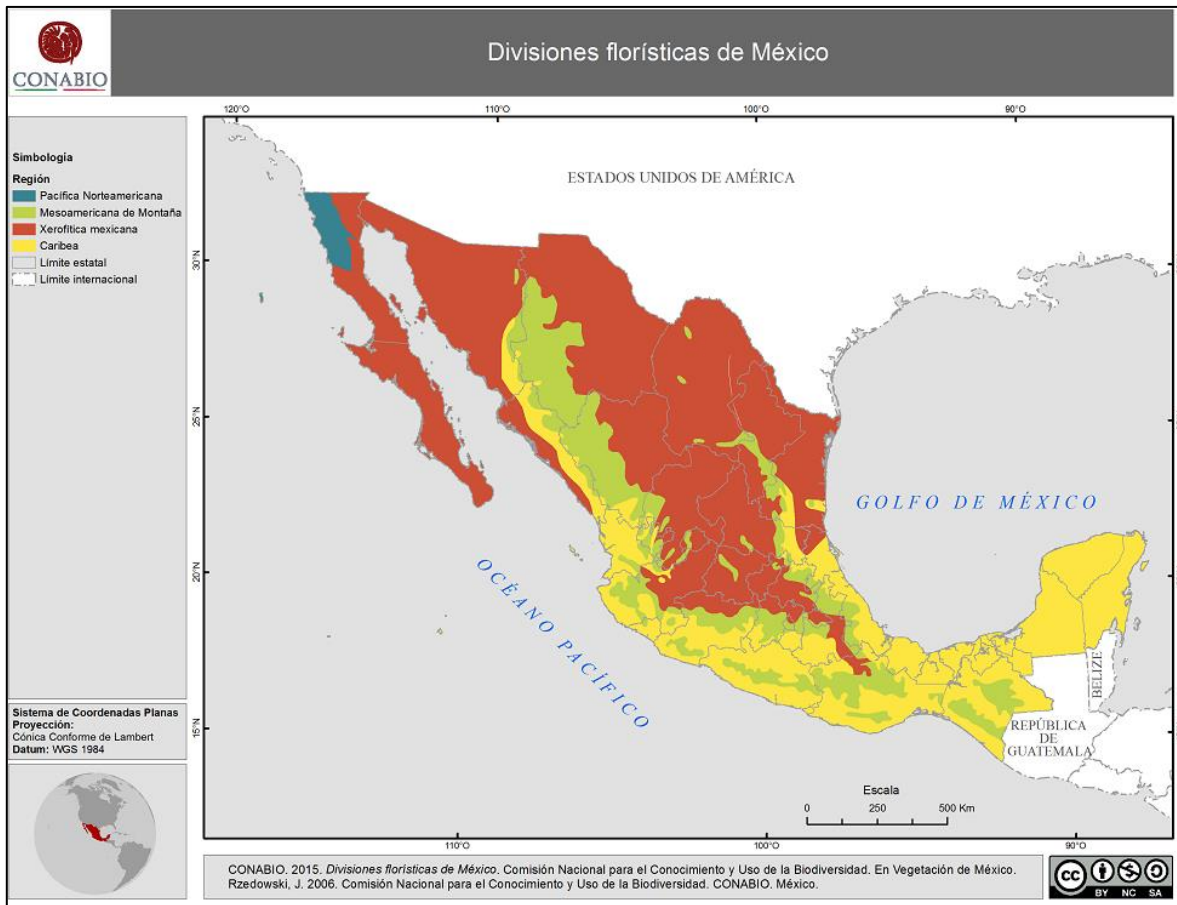 CONABIO
Divisiones florísticas de México
120°O
110°O
100°O
90°O
Simbología
Región
Pacífica Norteamericana
Mesoamericana de Montaña
Xerofítica mexicana
Caribea
Límite estatal
Límite internacional
ESTADOS UNIDOS DE AMÉRICA
30°N
30°N
25°N
25°N
GOLFO DE MÉXICO
20°N
20°N
OCÉANO PACÍFICO
BELIZE
REPÚBLICA
DE
GUATEMALA
15°N
15°N
Sistema de Coordenadas Planas
Proyección:
Cónica Conforme de Lambert
Datum: WGS 1984
Escala
0 250 500 Km
110°O
100°O
90°O
CONABIO. 2015. Divisiones florísticas de México. Comisión Nacional para el Conocimiento y Uso de la Biodiversidad. En Vegetación de México.
Rzedowski, J. 2006. Comisión Nacional para el Conocimiento y Uso de la Biodiversidad. CONABIO. México.
cc
BY NC SA